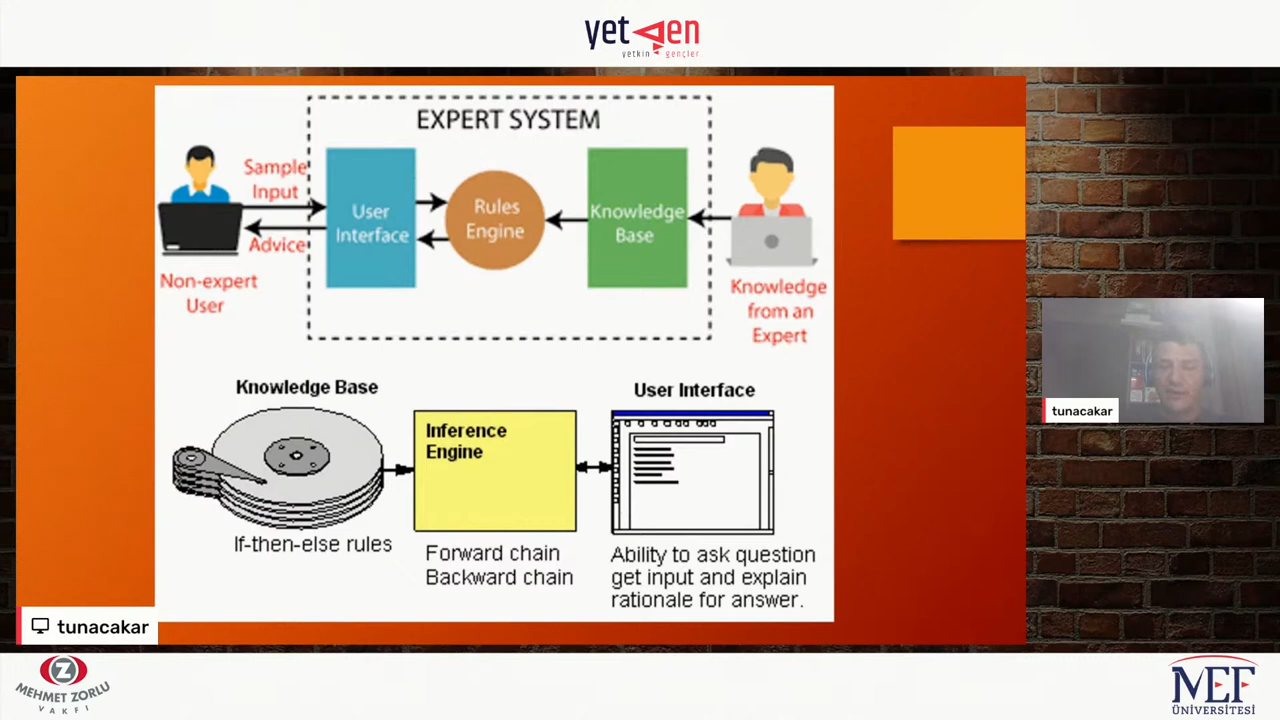 yetgen
yetkin gençler
EXPERT SYSTEM
Sample
Input
Advice
Non-expert
User
User
Interface
Rules
Engine
Knowledge
Base
Knowledge
from an
Expert
Knowledge Base
If-then-else rules
Inference
Engine
Forward chain
Backward chain
User Interface
Ability to ask question
get input and explain
rationale for answer.
tunacakar
tunacakar
Z
MEHMET ZORLU
VAKFI
MEF
ÜNİVERSİTESİ